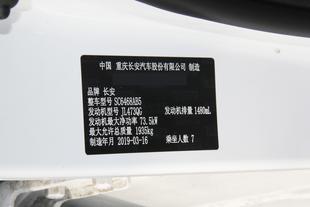 中国 重庆长安汽车股份有限公司 制造
品牌 长安
整车型号 SC6468AB5
发动机型号 JL473QG 发动机排量 1480mL
发动机最大净功率 73.5kW
最大允许总质量 1935kg
制造年月 2019-03-16 乘坐人数 7